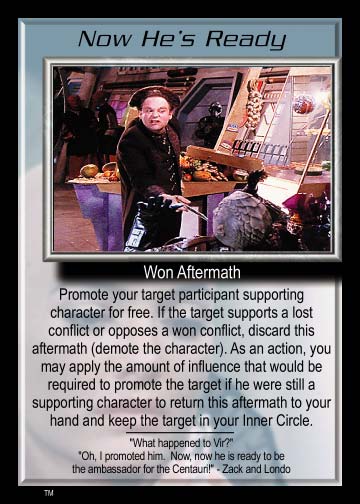 Now He's Ready
Won Aftermath
Promote your target participant supporting
character for free. If the target supports a lost
conflict or opposes a won conflict, discard this
aftermath (demote the character). As an action, you
may apply the amount of influence that would be
required to promote the target if he were still a
supporting character to return this aftermath to your
hand and keep the target in your Inner Circle.
"What happened to Vir?"
"Oh, I promoted him. Now, now he is ready to be
the ambassador for the Centauri!" - Zack and Londo
TM